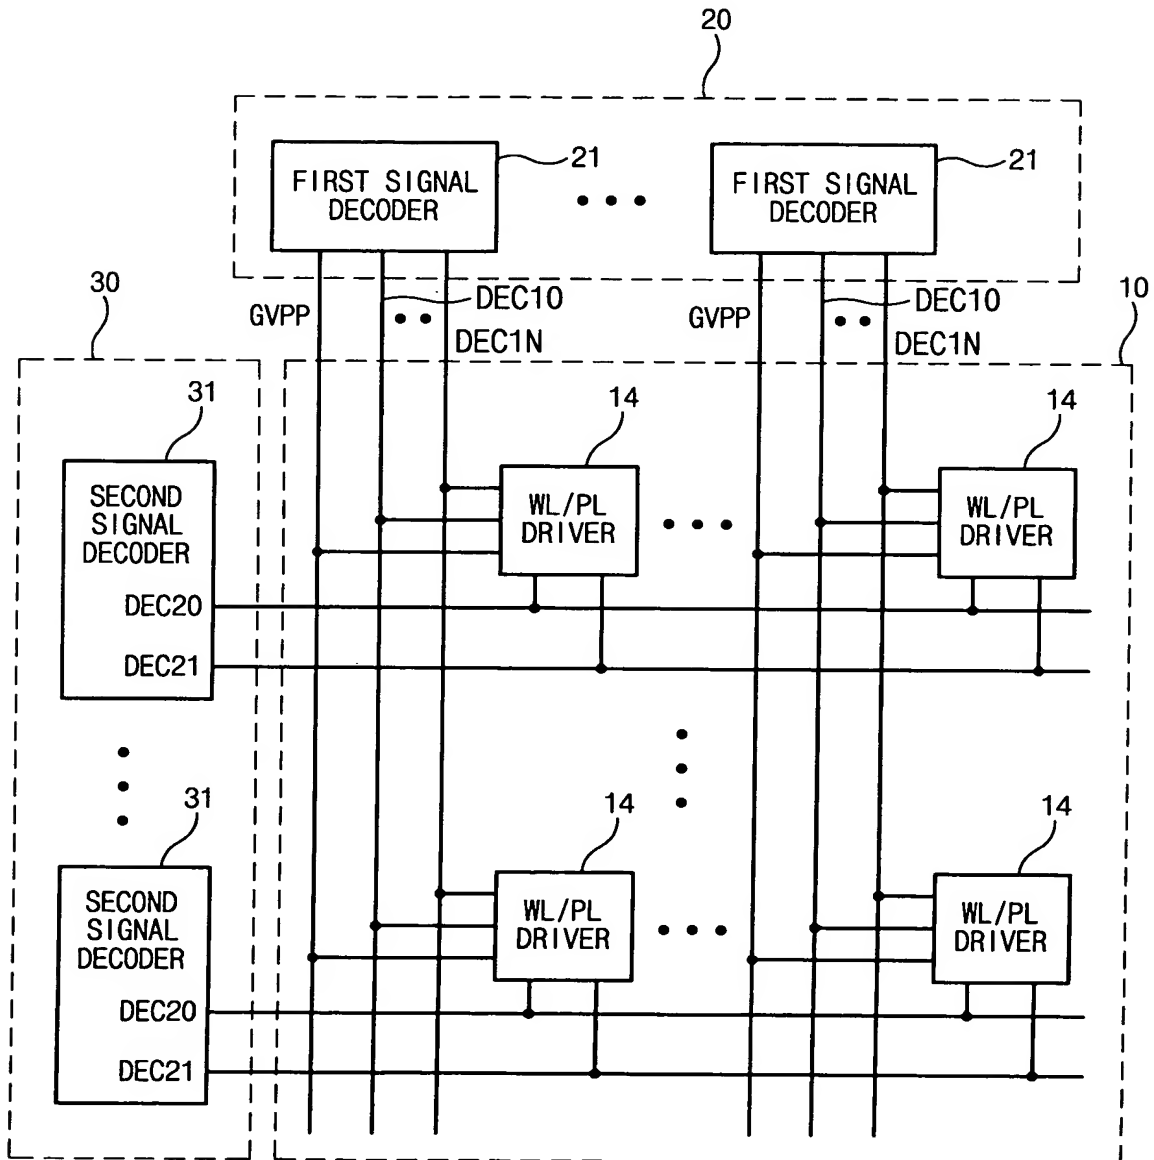 20
FIRST SIGNAL
DECODER
21
FIRST SIGNAL
DECODER
21
30
GVPP
DEC10
DEC1N
GVPP
DEC10
DEC1N
10
31
SECOND
SIGNAL
DECODER
DEC20
DEC21
14
WL/PL
DRIVER
14
WL/PL
DRIVER
31
SECOND
SIGNAL
DECODER
DEC20
DEC21
14
WL/PL
DRIVER
14
WL/PL
DRIVER